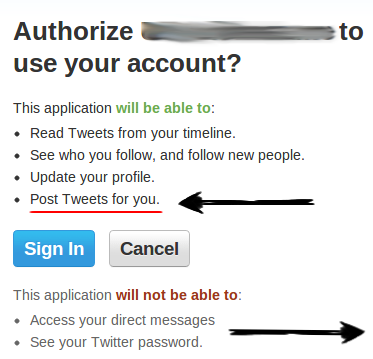 Authorize to
use your account?
This application will be able to:
• Read Tweets from your timeline.
• See who you follow, and follow new people.
• Update your profile.
• Post Tweets for you.
Sign In Cancel
This application will not be able to:
• Access your direct messages
• See your Twitter password.